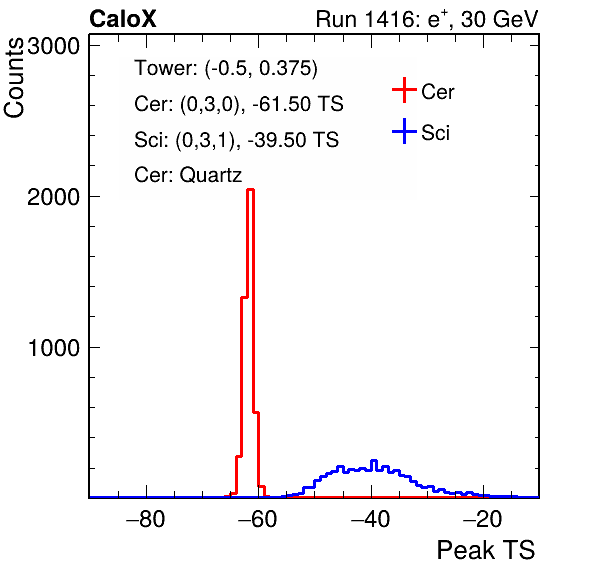 CaloX Run 1416: e⁺, 30 GeV
Counts
3000
2000
1000
Tower: (-0.5, 0.375)
Cer: (0,3,0), -61.50 TS
Sci: (0,3,1), -39.50 TS
Cer: Quartz
Cer
Sci
−80 −60 −40 −20
Peak TS